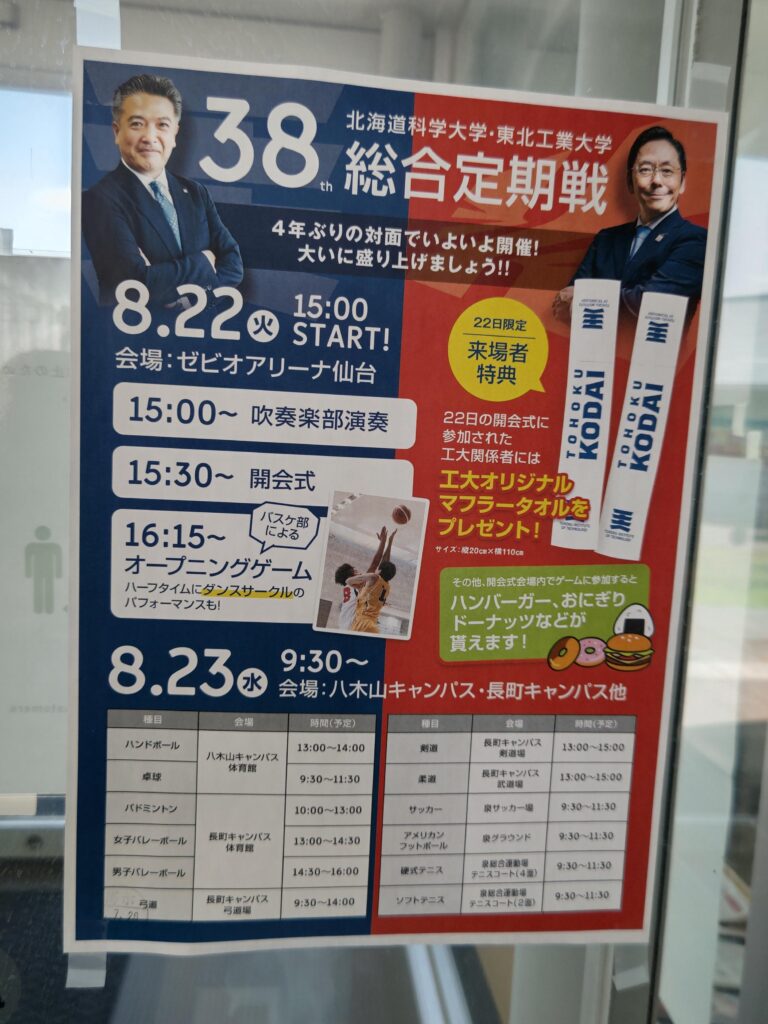 38th
北海道科学大学・東北工業大学
総合定期戦
4年ぶりの対面でいよいよ開催!
大いに盛り上げましょう!!
8.22火 15:00 START!
会場：ゼビオアリーナ仙台
15:00〜 吹奏楽部演奏
15:30〜 開会式
16:15〜
バスケ部による
オープニングゲーム
ハーフタイムにダンスサークルの
パフォーマンスも!
22日限定
来場者
特典
22日の開会式に
参加された
工大関係者には
工大オリジナル
マフラータオルを
プレゼント!
サイズ：縦20cm×横110cm
TOHOKU
KODAI
TOHOKU
KODAI
TOHOKU INSTITUTE
OF TECHNOLOGY
その他、開会式会場内でゲームに参加すると
ハンバーガー、おにぎり
ドーナッツなどが
貰えます!
8.23水 9:30〜
会場：八木山キャンパス・長町キャンパス他
種目 会場 時間(予定)
ハンドボール 八木山キャンパス体育館 13:00〜14:00
卓球 9:30〜11:30
バドミントン 長町キャンパス体育館 10:00〜13:00
女子バレーボール 13:00〜14:30
男子バレーボール 14:30〜16:00
弓道 長町キャンパス弓道場 9:30〜14:00
種目 会場 時間(予定)
剣道 長町キャンパス剣道場 13:00〜15:00
柔道 長町キャンパス武道場 13:00〜15:00
サッカー 泉サッカー場 9:30〜11:30
アメリカンフットボール 泉グラウンド 9:30〜11:30
硬式テニス 泉総合運動場テニスコート(4面) 9:30〜11:30
ソフトテニス 泉総合運動場テニスコート(2面) 9:30〜11:30